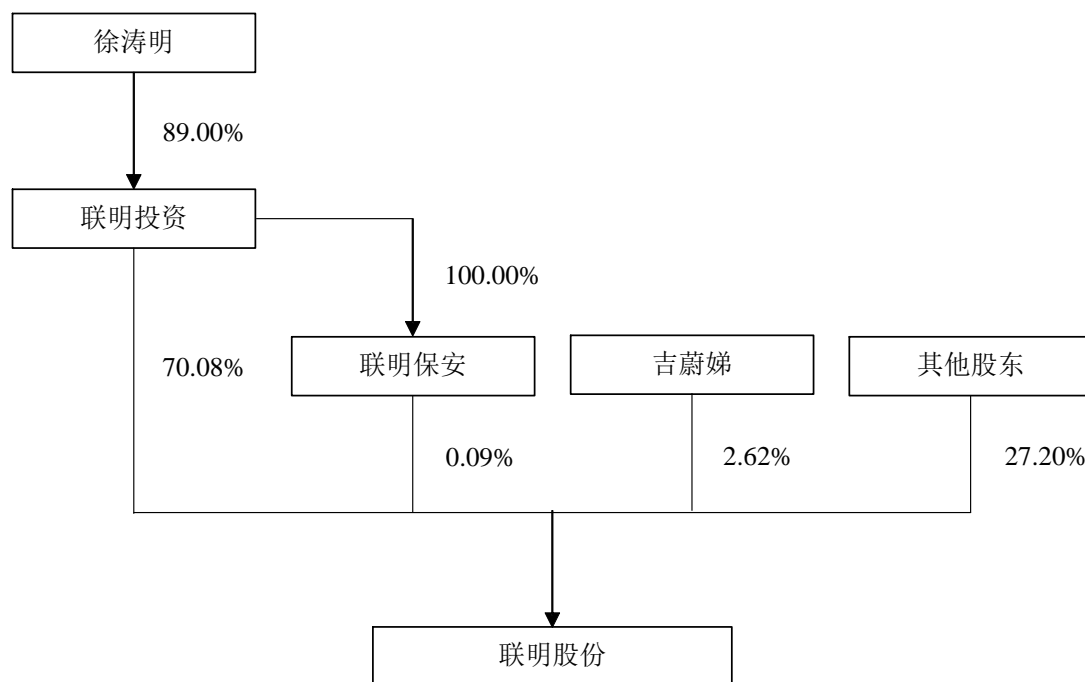 徐涛明
89.00%
联明投资
100.00%
70.08%
联明保安
吉蔚娣
其他股东
0.09%
2.62%
27.20%
联明股份